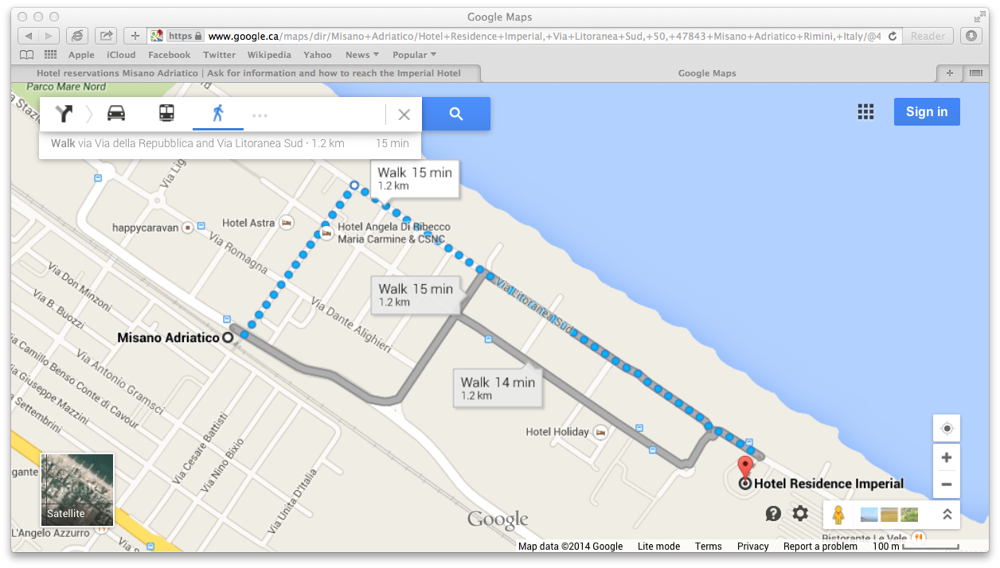 Google Maps
https www.google.ca/maps/dir/Misano+Adriatico/Hotel+Residence+Imperial,+Via+Litoranea+Sud,+50,+47843+Misano+Adriatico+Rimini,+Italy/@4
Reader
Apple iCloud Facebook Twitter Wikipedia Yahoo News Popular
Hotel reservations Misano Adriatico | Ask for information and how to reach the Imperial Hotel
Google Maps
Parco Mare Nord
Sign in
Walk via Via della Repubblica and Via Litoranea Sud · 1.2 km 15 min
Walk 15 min
1.2 km
Hotel Astra
happycaravan
Hotel Angela Di Ribecco
Maria Carmine & CSNC
Via Romagna
Via Don Minzoni
Via B. Buozzi
Walk 15 min
1.2 km
Via Litoranea Sud
Via Dante Alighieri
Misano Adriatico
Via Camillo Benso Conte di Cavour
Via Antonio Gramsci
Via Giuseppe Mazzini
Settembrini
Walk 14 min
1.2 km
Hotel Holiday
Via Cesare Battisti
Via Nino Bixio
Via Unita D'Italia
gante
Hotel Residence Imperial
Satellite
Google
L'Angelo Azzurro
Ristorante Le Vele
Map data ©2014 Google Lite mode Terms Privacy Report a problem 100 m